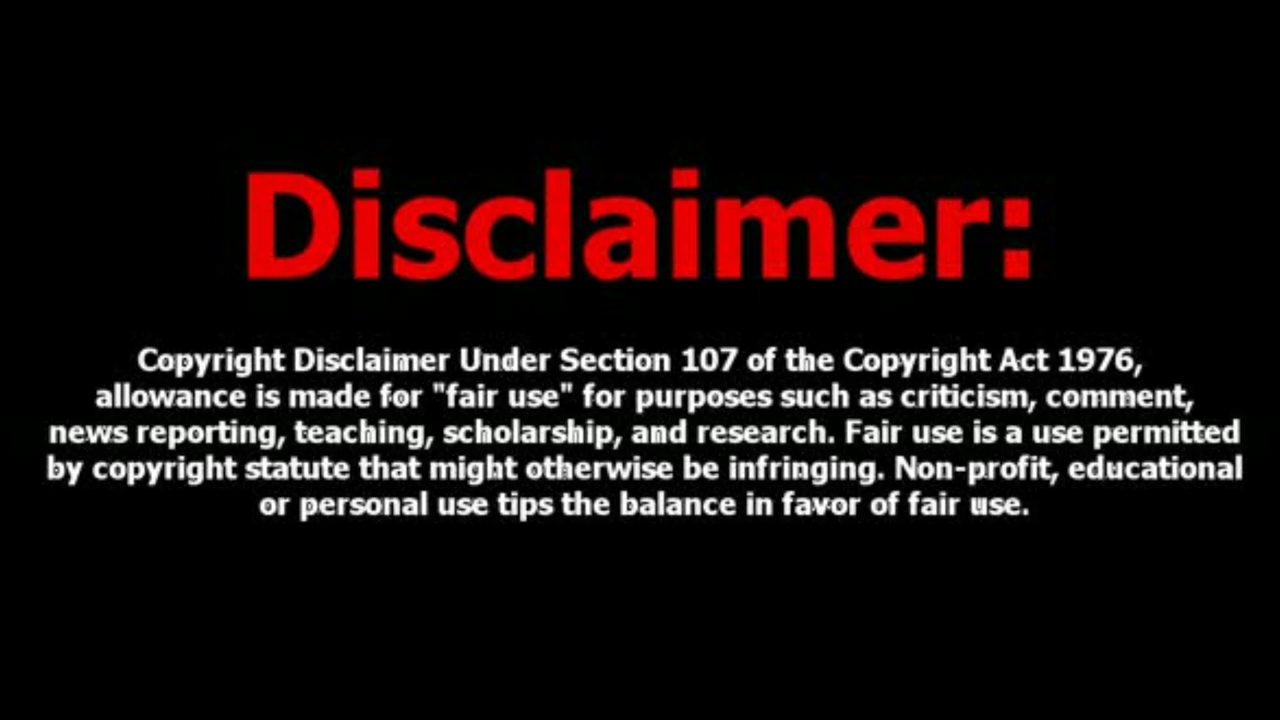 Disclaimer:
Copyright Disclaimer Under Section 107 of the Copyright Act 1976,
allowance is made for "fair use" for purposes such as criticism, comment,
news reporting, teaching, scholarship, and research. Fair use is a use permitted
by copyright statute that might otherwise be infringing. Non-profit, educational
or personal use tips the balance in favor of fair use.